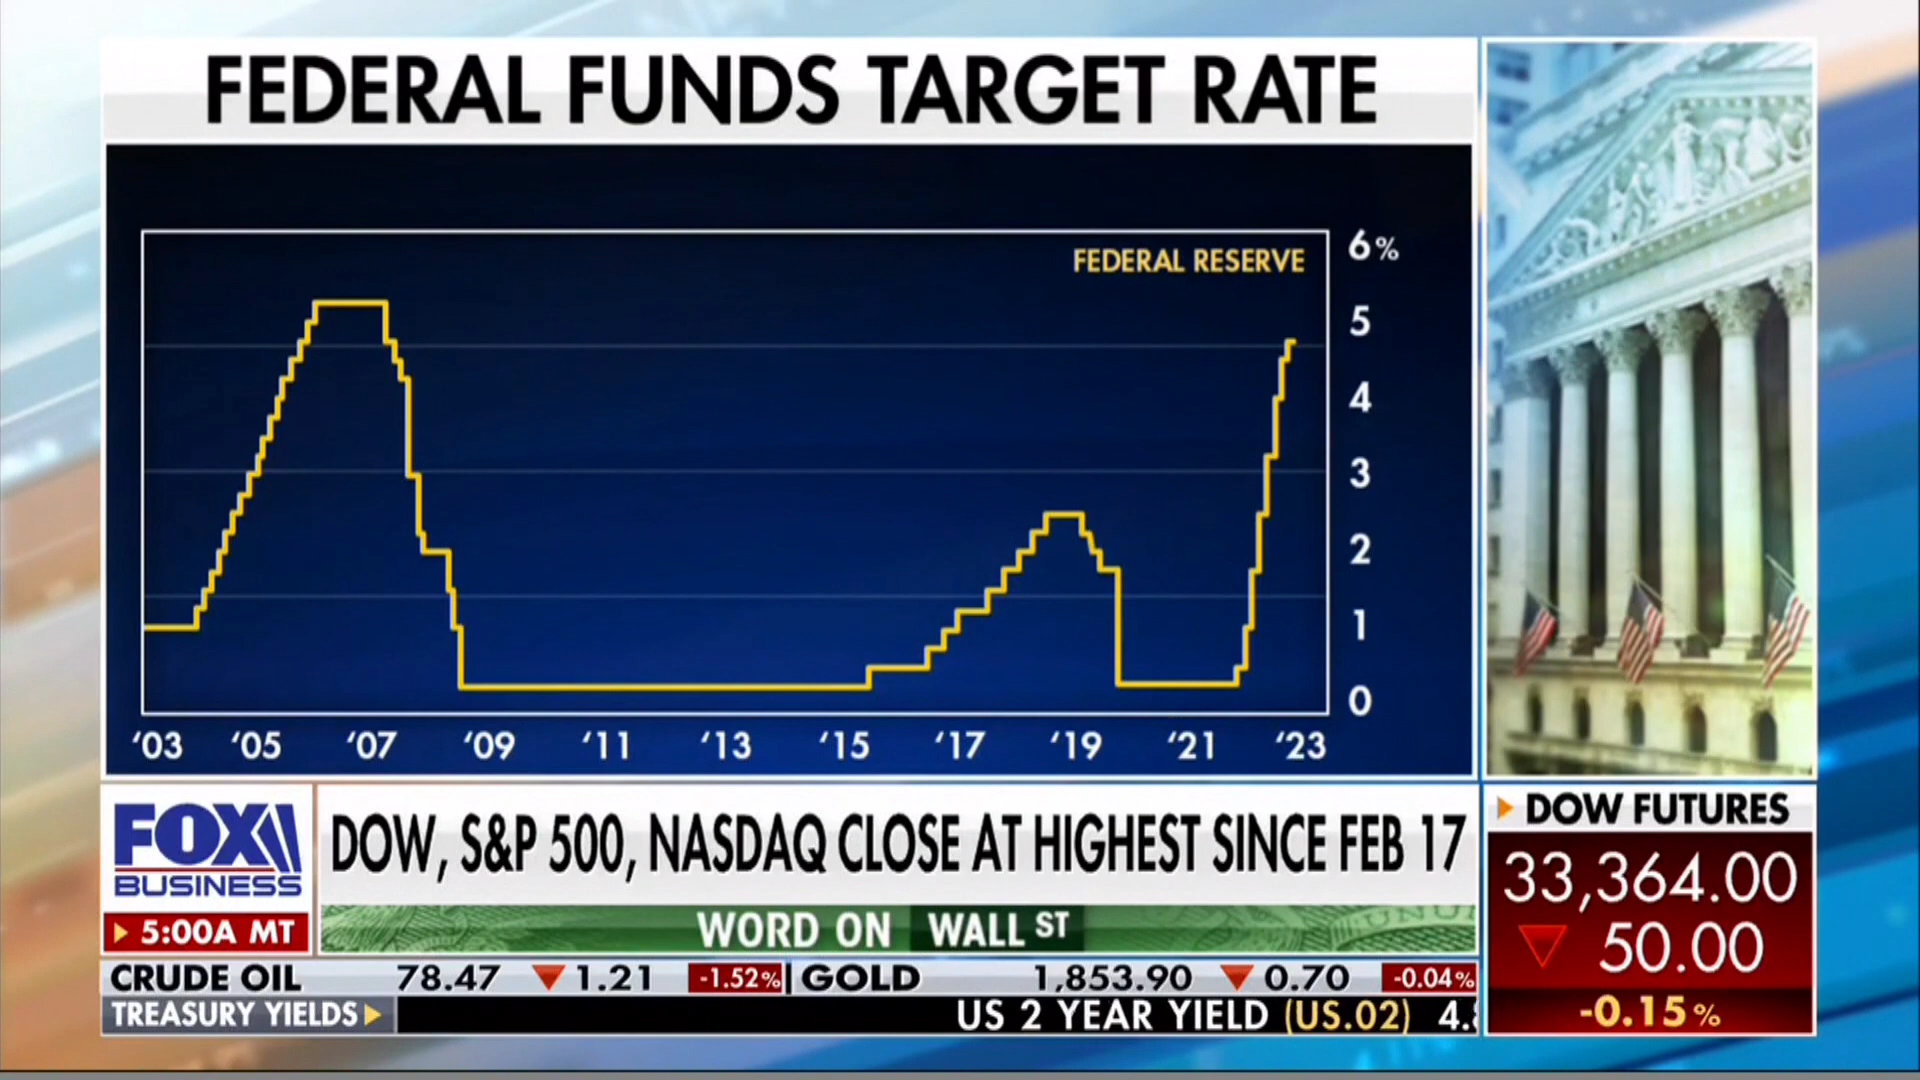 FEDERAL FUNDS TARGET RATE
FEDERAL RESERVE
6%
5
4
3
2
1
0
‘03 ‘05 ‘07 ‘09 ‘11 ‘13 ‘15 ‘17 ‘19 ‘21 ‘23
FOX
BUSINESS
5:00A MT
DOW, S&P 500, NASDAQ CLOSE AT HIGHEST SINCE FEB 17
WORD ON WALL ST
DOW FUTURES
33,364.00
50.00
-0.15%
CRUDE OIL 78.47 1.21 -1.52% GOLD 1,853.90 0.70 -0.04%
TREASURY YIELDS US 2 YEAR YIELD (US.02)